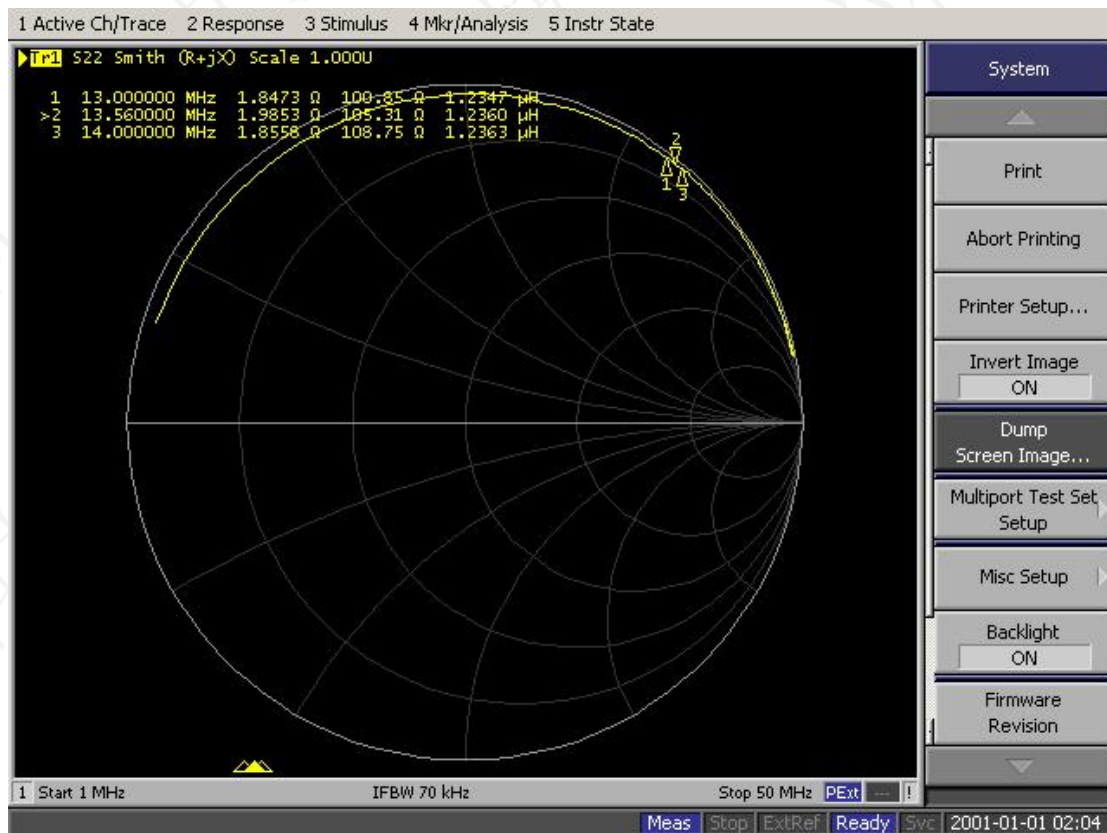 1 Active Ch/Trace 2 Response 3 Stimulus 4 Mkr/Analysis 5 Instr State
Tr1 S22 Smith (R+jX) Scale 1.000U
1 13.000000 MHz 1.8473 Ω 100.85 Ω 1.2347 μH
>2 13.560000 MHz 1.9853 Ω 105.31 Ω 1.2360 μH
3 14.000000 MHz 1.8558 Ω 108.75 Ω 1.2363 μH
2
1
3
System
Print
Abort Printing
Printer Setup...
Invert Image
ON
Dump
Screen Image...
Multiport Test Set
Setup
Misc Setup
Backlight
ON
Firmware
Revision
1 Start 1 MHz IFBW 70 kHz Stop 50 MHz PExt --- !
Meas Stop ExtRef Ready Svc 2001-01-01 02:04